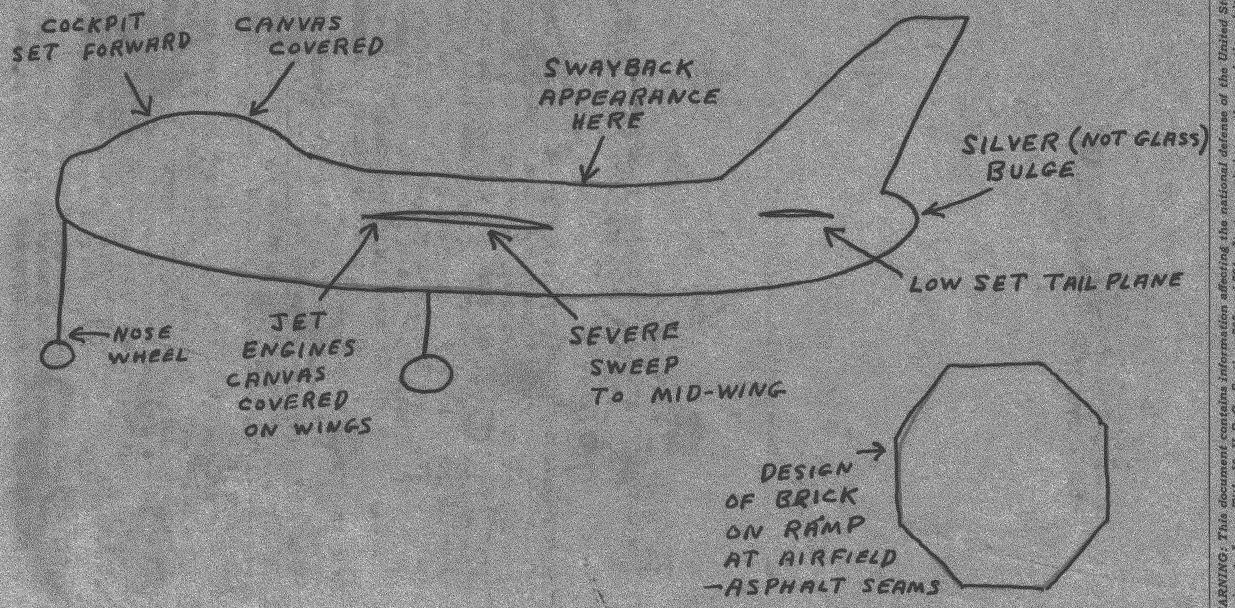 COCKPIT
SET FORWARD
CANVAS
COVERED
SWAYBACK
APPEARANCE
HERE
SILVER (NOT GLASS)
BULGE
LOW SET TAIL PLANE
NOSE
WHEEL
JET
ENGINES
CANVAS
COVERED
ON WINGS
SEVERE
SWEEP
TO MID-WING
DESIGN
OF BRICK
ON RAMP
AT AIRFIELD
-ASPHALT SEAMS
ARNING: This document contains information affecting the national defense of the United St